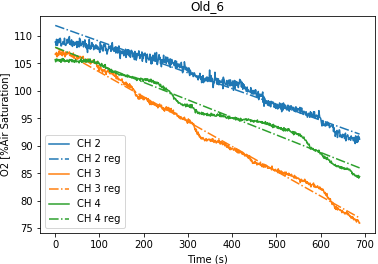 Old_6
O2 [%Air Saturation]
110
105
100
95
90
85
80
75
CH 2
CH 2 reg
CH 3
CH 3 reg
CH 4
CH 4 reg
0
100
200
300
400
500
600
700
Time (s)